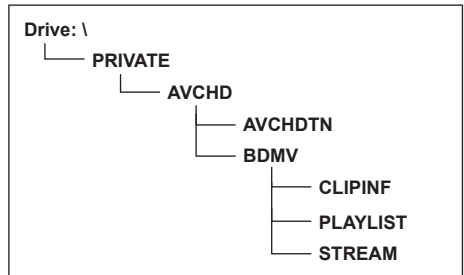 Drive: \
PRIVATE
AVCHD
AVCHDTN
BDMV
CLIPINF
PLAYLIST
STREAM